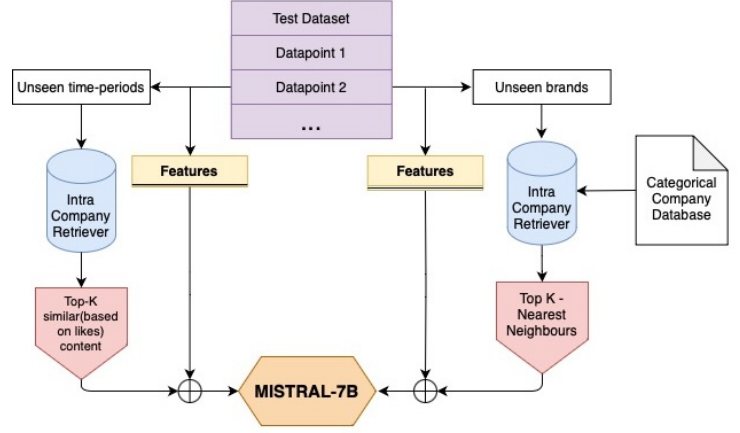 Test Dataset
Datapoint 1
Unseen time-periods
Datapoint 2
Unseen brands
...
Features
Features
Intra
Company
Retriever
Intra
Company
Retriever
Categorical
Company
Database
Top-K
similar(based
on likes)
content
Top K -
Nearest
Neighbours
MISTRAL-7B